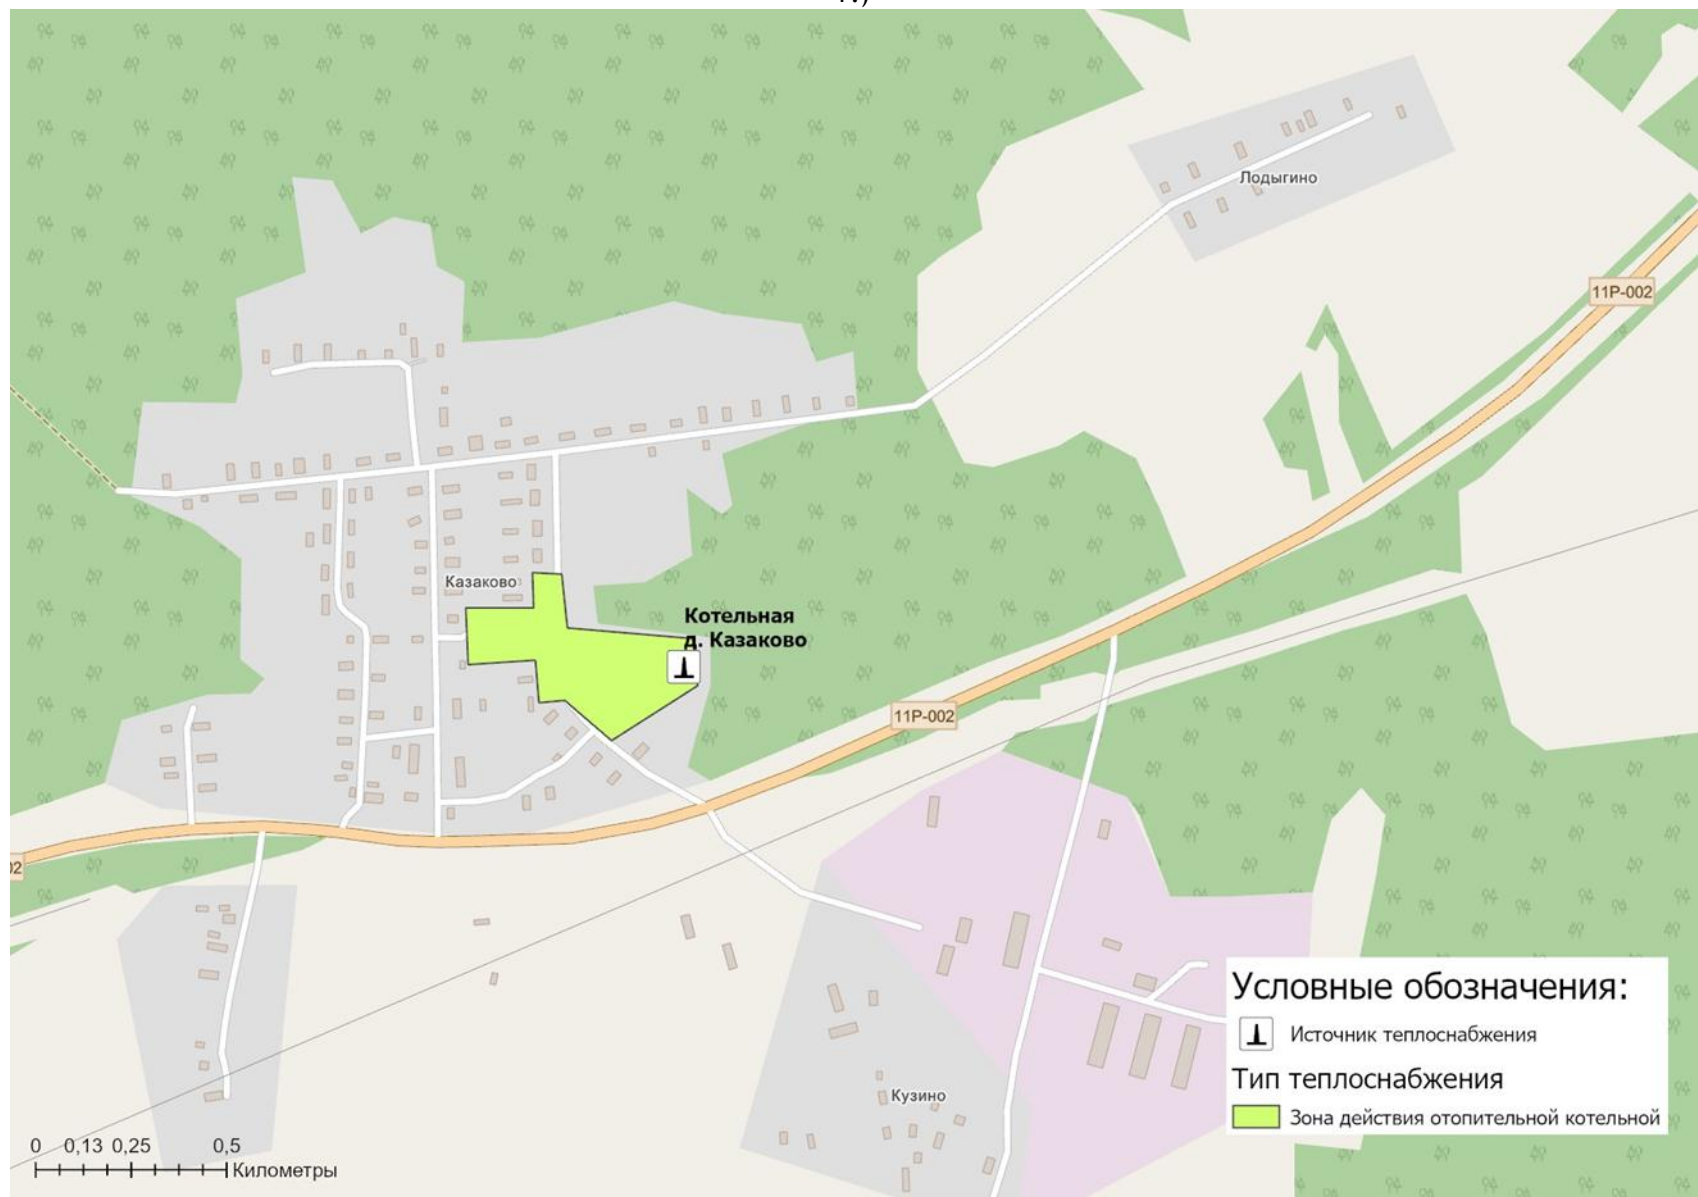 Лодыгино
11Р-002
Казаково
Котельная
д. Казаково
11Р-002
02
Кузино
Условные обозначения:
Источник теплоснабжения
Тип теплоснабжения
Зона действия отопительной котельной
0 0,13 0,25 0,5
Километры